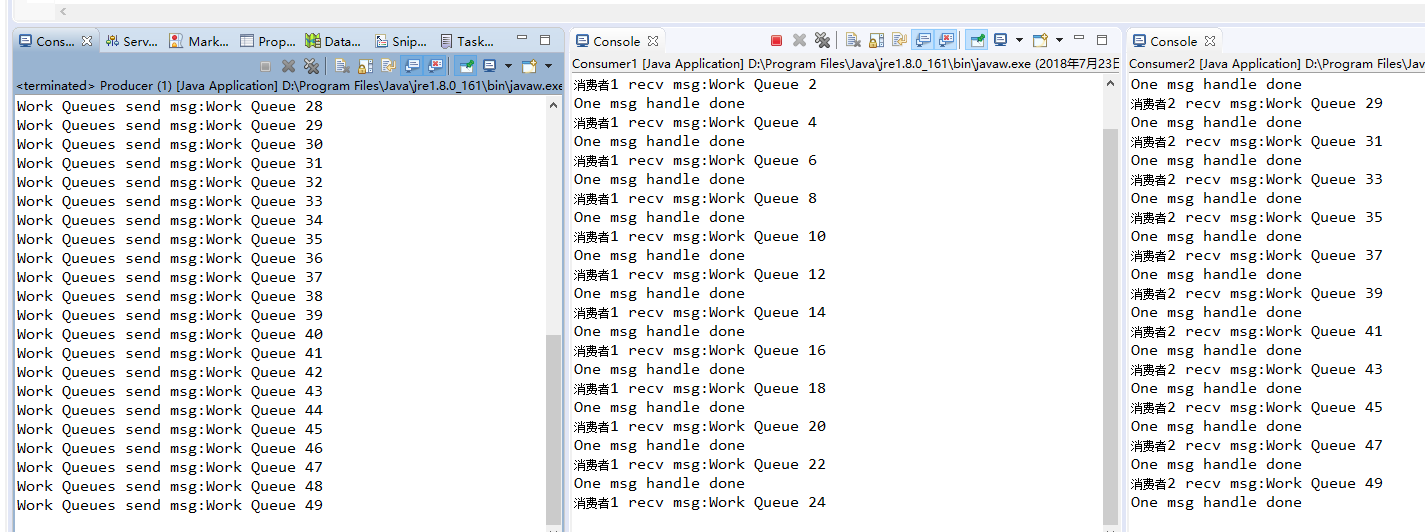 Cons...
Serv...
Mark...
Prop...
Data...
Snip...
Task...
<terminated> Producer (1) [Java Application] D:\Program Files\Java\jre1.8.0_161\bin\javaw.exe
Work Queues send msg:Work Queue 28
Work Queues send msg:Work Queue 29
Work Queues send msg:Work Queue 30
Work Queues send msg:Work Queue 31
Work Queues send msg:Work Queue 32
Work Queues send msg:Work Queue 33
Work Queues send msg:Work Queue 34
Work Queues send msg:Work Queue 35
Work Queues send msg:Work Queue 36
Work Queues send msg:Work Queue 37
Work Queues send msg:Work Queue 38
Work Queues send msg:Work Queue 39
Work Queues send msg:Work Queue 40
Work Queues send msg:Work Queue 41
Work Queues send msg:Work Queue 42
Work Queues send msg:Work Queue 43
Work Queues send msg:Work Queue 44
Work Queues send msg:Work Queue 45
Work Queues send msg:Work Queue 46
Work Queues send msg:Work Queue 47
Work Queues send msg:Work Queue 48
Work Queues send msg:Work Queue 49
Console
Consumer1 [Java Application] D:\Program Files\Java\jre1.8.0_161\bin\javaw.exe (2018年7月23日
消费者1 recv msg:Work Queue 2
One msg handle done
消费者1 recv msg:Work Queue 4
One msg handle done
消费者1 recv msg:Work Queue 6
One msg handle done
消费者1 recv msg:Work Queue 8
One msg handle done
消费者1 recv msg:Work Queue 10
One msg handle done
消费者1 recv msg:Work Queue 12
One msg handle done
消费者1 recv msg:Work Queue 14
One msg handle done
消费者1 recv msg:Work Queue 16
One msg handle done
消费者1 recv msg:Work Queue 18
One msg handle done
消费者1 recv msg:Work Queue 20
One msg handle done
消费者1 recv msg:Work Queue 22
One msg handle done
消费者1 recv msg:Work Queue 24
Console
Consumer2 [Java Application] D:\Program Files\Java
One msg handle done
消费者2 recv msg:Work Queue 29
One msg handle done
消费者2 recv msg:Work Queue 31
One msg handle done
消费者2 recv msg:Work Queue 33
One msg handle done
消费者2 recv msg:Work Queue 35
One msg handle done
消费者2 recv msg:Work Queue 37
One msg handle done
消费者2 recv msg:Work Queue 39
One msg handle done
消费者2 recv msg:Work Queue 41
One msg handle done
消费者2 recv msg:Work Queue 43
One msg handle done
消费者2 recv msg:Work Queue 45
One msg handle done
消费者2 recv msg:Work Queue 47
One msg handle done
消费者2 recv msg:Work Queue 49
One msg handle done